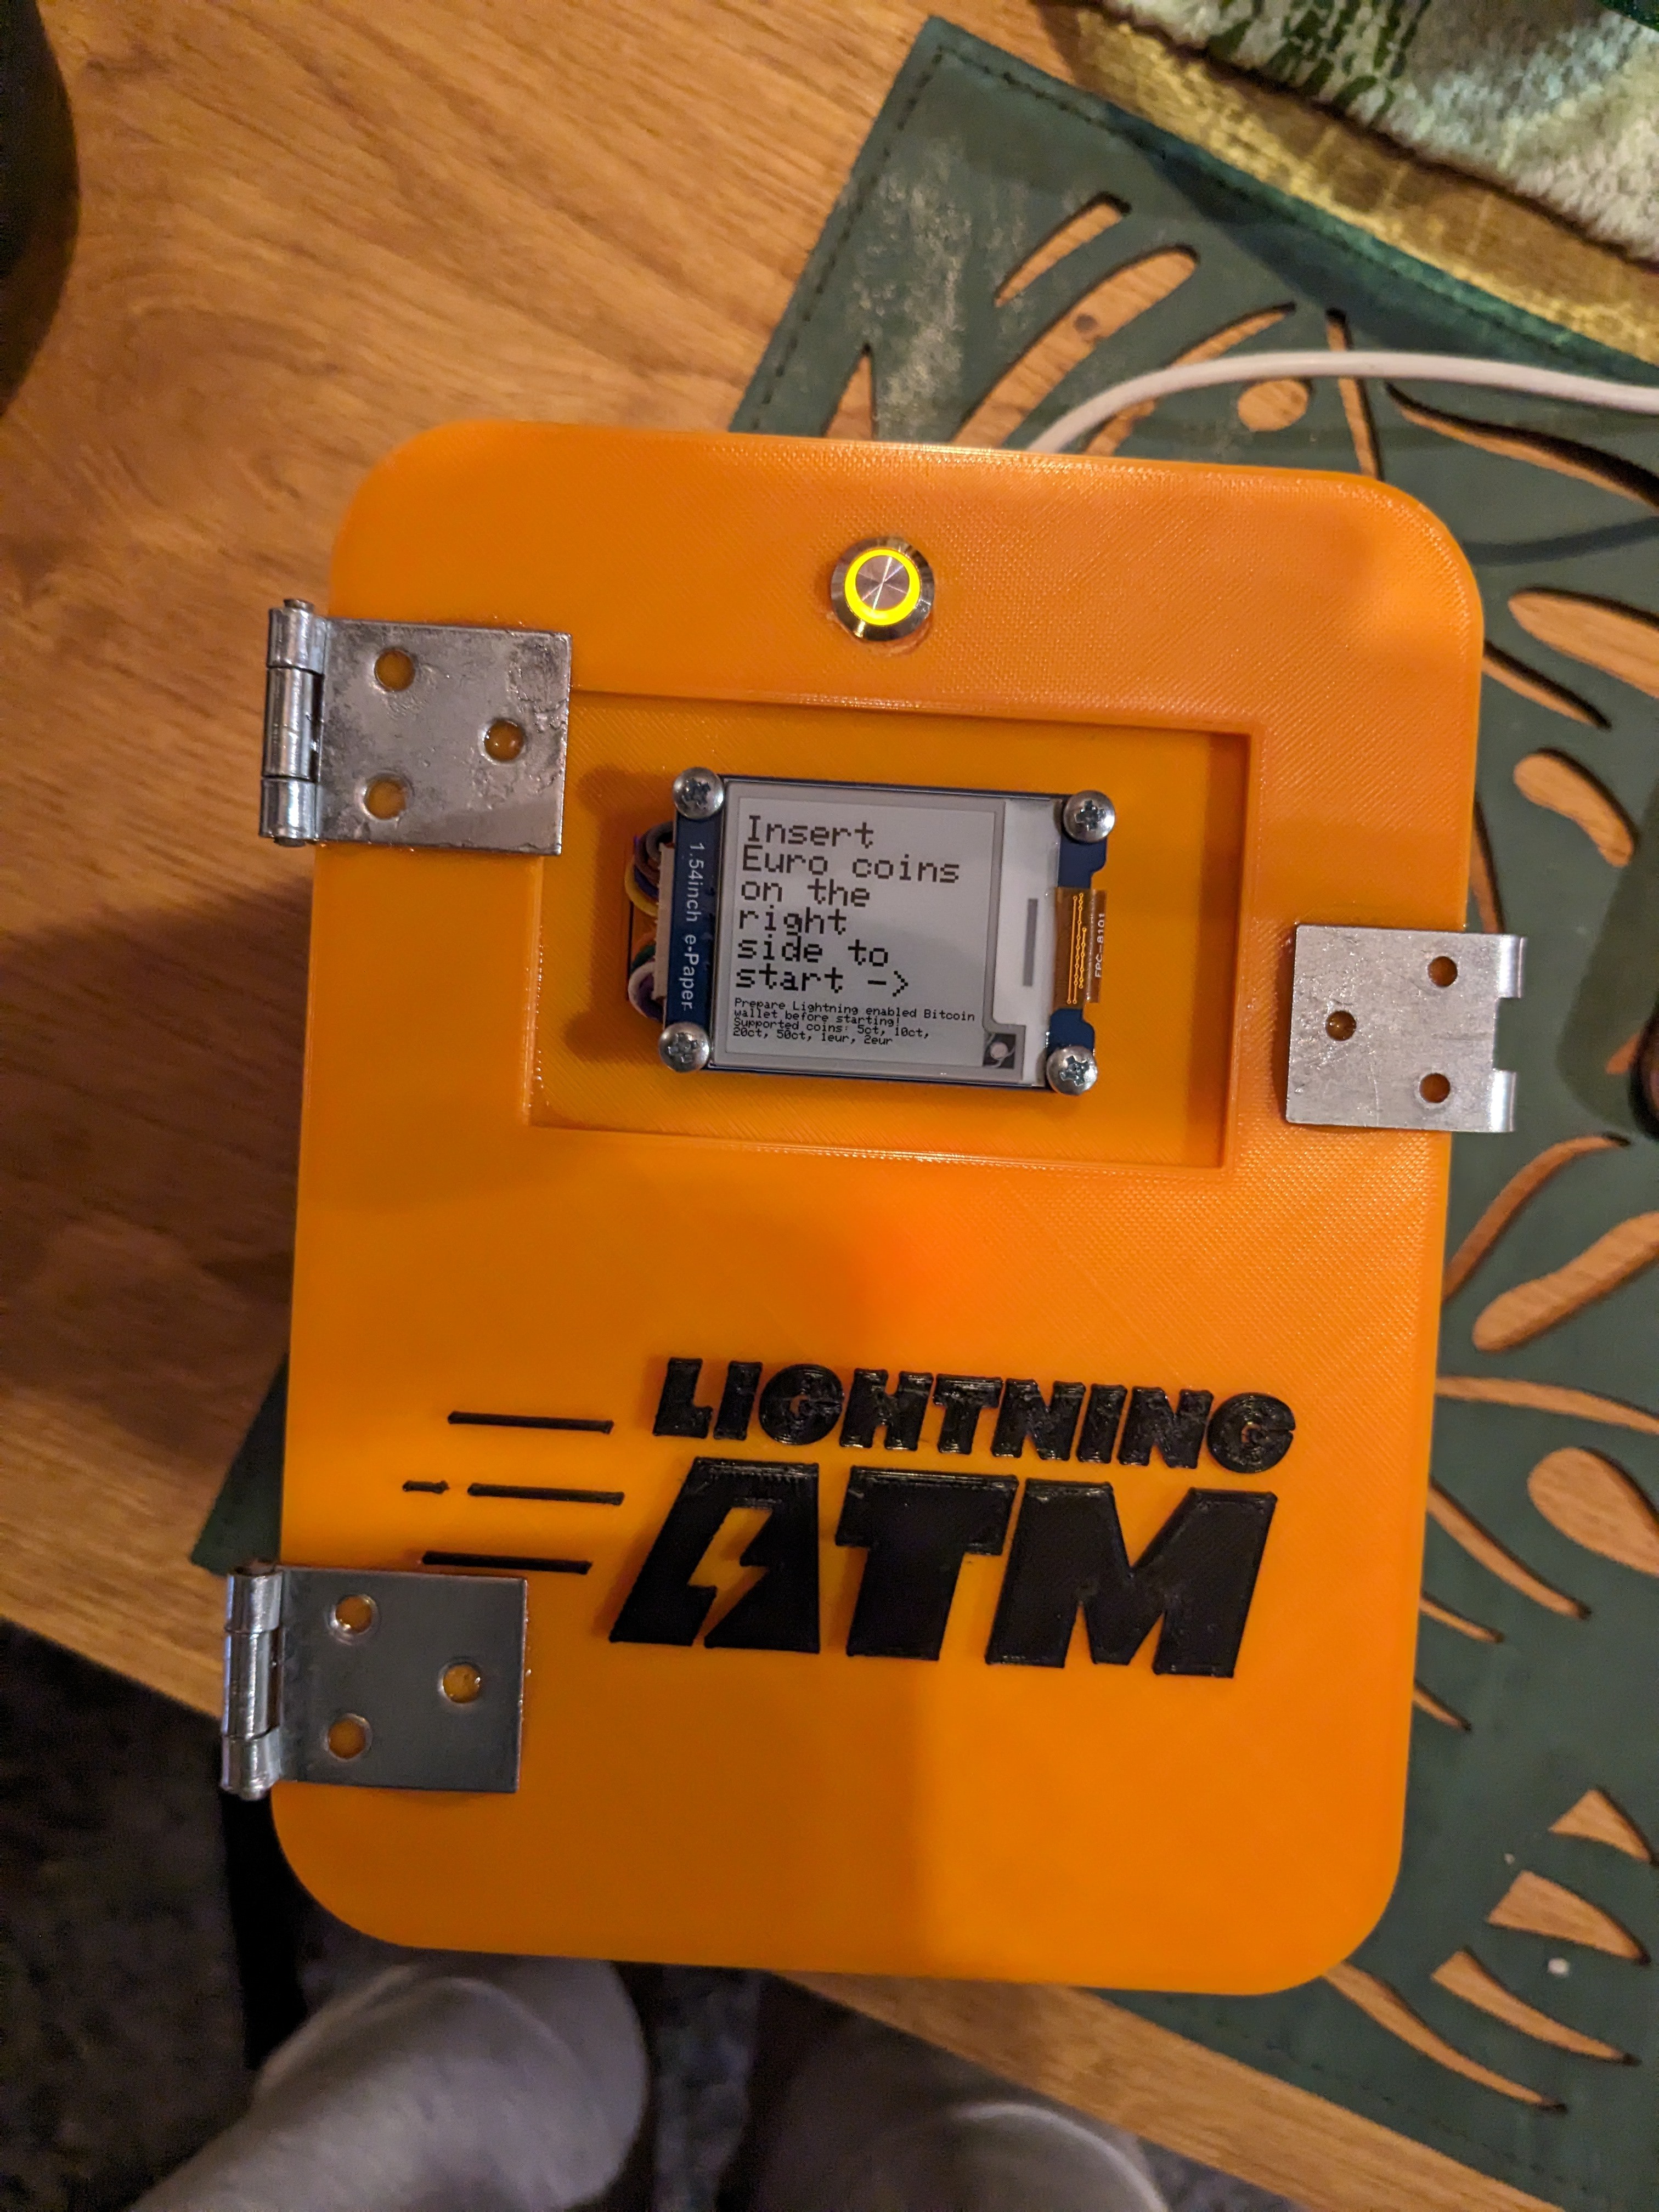 Insert
Euro coins
on the
right
side to
start ->
Prepare Lightning enabled Bitcoin
wallet before starting!
Supported coins: 5ct, 10ct,
20ct, 50ct, 1eur, 2eur
1.54inch e-Paper
FPC-8101
LIGHTNING
ATM